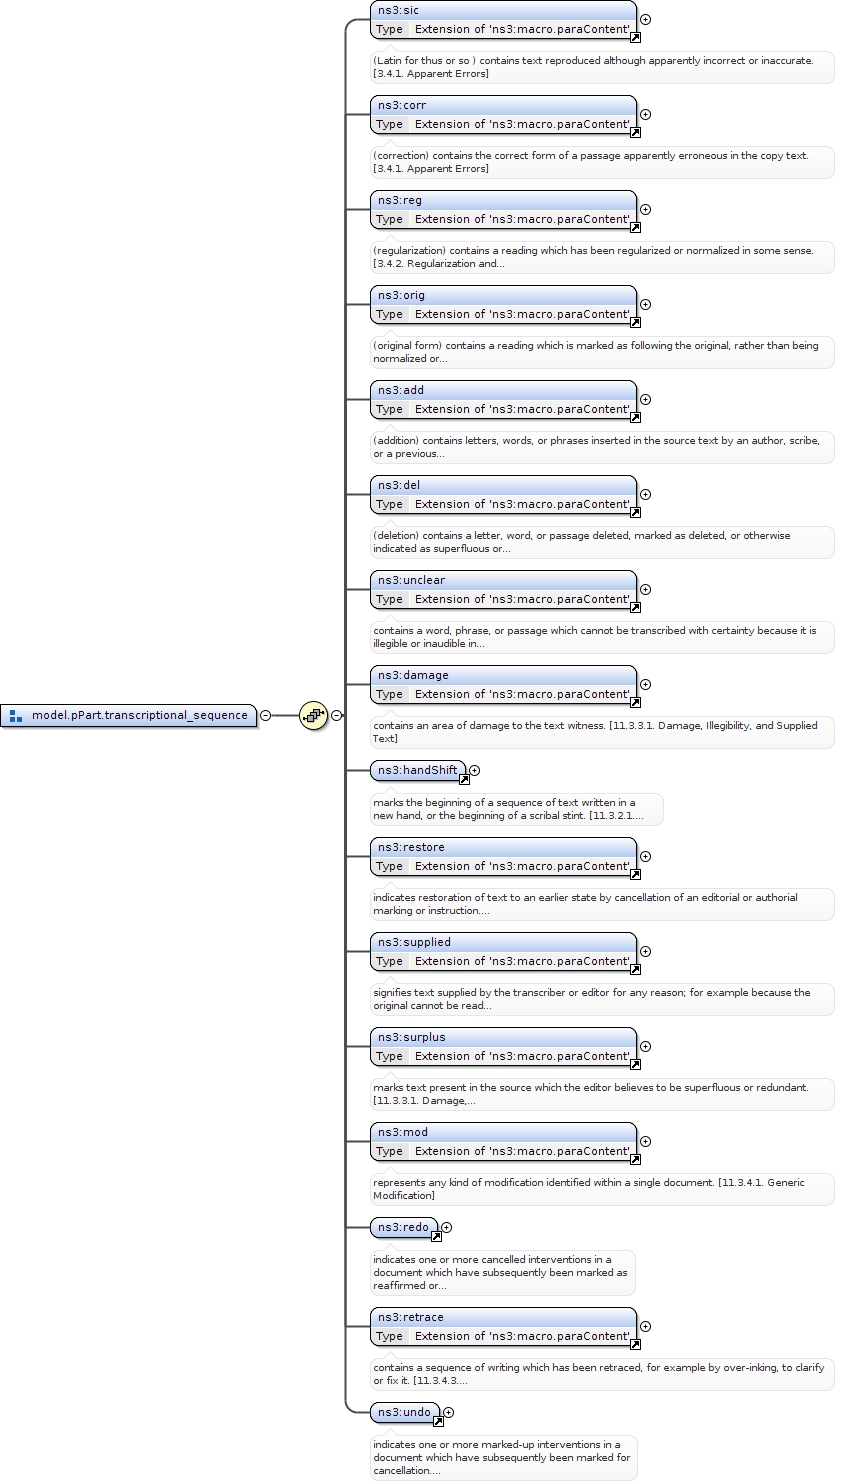 ns3:sic
Type Extension of 'ns3:macro.paraContent'
(Latin for thus or so ) contains text reproduced although apparently incorrect or inaccurate.
[3.4.1. Apparent Errors]
ns3:corr
Type Extension of 'ns3:macro.paraContent'
(correction) contains the correct form of a passage apparently erroneous in the copy text.
[3.4.1. Apparent Errors]
ns3:reg
Type Extension of 'ns3:macro.paraContent'
(regularization) contains a reading which has been regularized or normalized in some sense.
[3.4.2. Regularization and...
ns3:orig
Type Extension of 'ns3:macro.paraContent'
(original form) contains a reading which is marked as following the original, rather than being
normalized or...
ns3:add
Type Extension of 'ns3:macro.paraContent'
(addition) contains letters, words, or phrases inserted in the source text by an author, scribe,
or a previous...
ns3:del
Type Extension of 'ns3:macro.paraContent'
(deletion) contains a letter, word, or passage deleted, marked as deleted, or otherwise
indicated as superfluous or...
ns3:unclear
Type Extension of 'ns3:macro.paraContent'
contains a word, phrase, or passage which cannot be transcribed with certainty because it is
illegible or inaudible in...
ns3:damage
Type Extension of 'ns3:macro.paraContent'
model.pPart.transcriptional_sequence
contains an area of damage to the text witness. [11.3.3.1. Damage, Illegibility, and Supplied
Text]
ns3:handShift
marks the beginning of a sequence of text written in a
new hand, or the beginning of a scribal stint. [11.3.2.1....
ns3:restore
Type Extension of 'ns3:macro.paraContent'
indicates restoration of text to an earlier state by cancellation of an editorial or authorial
marking or instruction....
ns3:supplied
Type Extension of 'ns3:macro.paraContent'
signifies text supplied by the transcriber or editor for any reason; for example because the
original cannot be read...
ns3:surplus
Type Extension of 'ns3:macro.paraContent'
marks text present in the source which the editor believes to be superfluous or redundant.
[11.3.3.1. Damage,...
ns3:mod
Type Extension of 'ns3:macro.paraContent'
represents any kind of modification identified within a single document. [11.3.4.1. Generic
Modification]
ns3:redo
indicates one or more cancelled interventions in a
document which have subsequently been marked as
reaffirmed or...
ns3:retrace
Type Extension of 'ns3:macro.paraContent'
contains a sequence of writing which has been retraced, for example by over-inking, to clarify
or fix it. [11.3.4.3....
ns3:undo
indicates one or more marked-up interventions in a
document which have subsequently been marked for
cancellation....